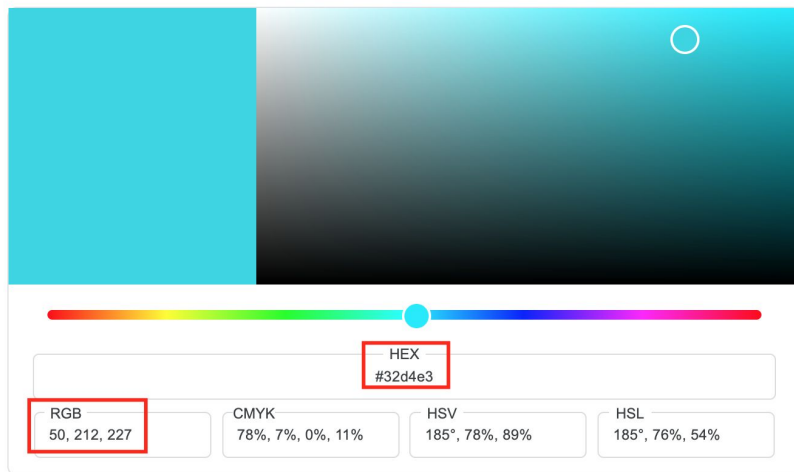 HEX
#32d4e3
RGB
50, 212, 227
CMYK
78%, 7%, 0%, 11%
HSV
185°, 78%, 89%
HSL
185°, 76%, 54%